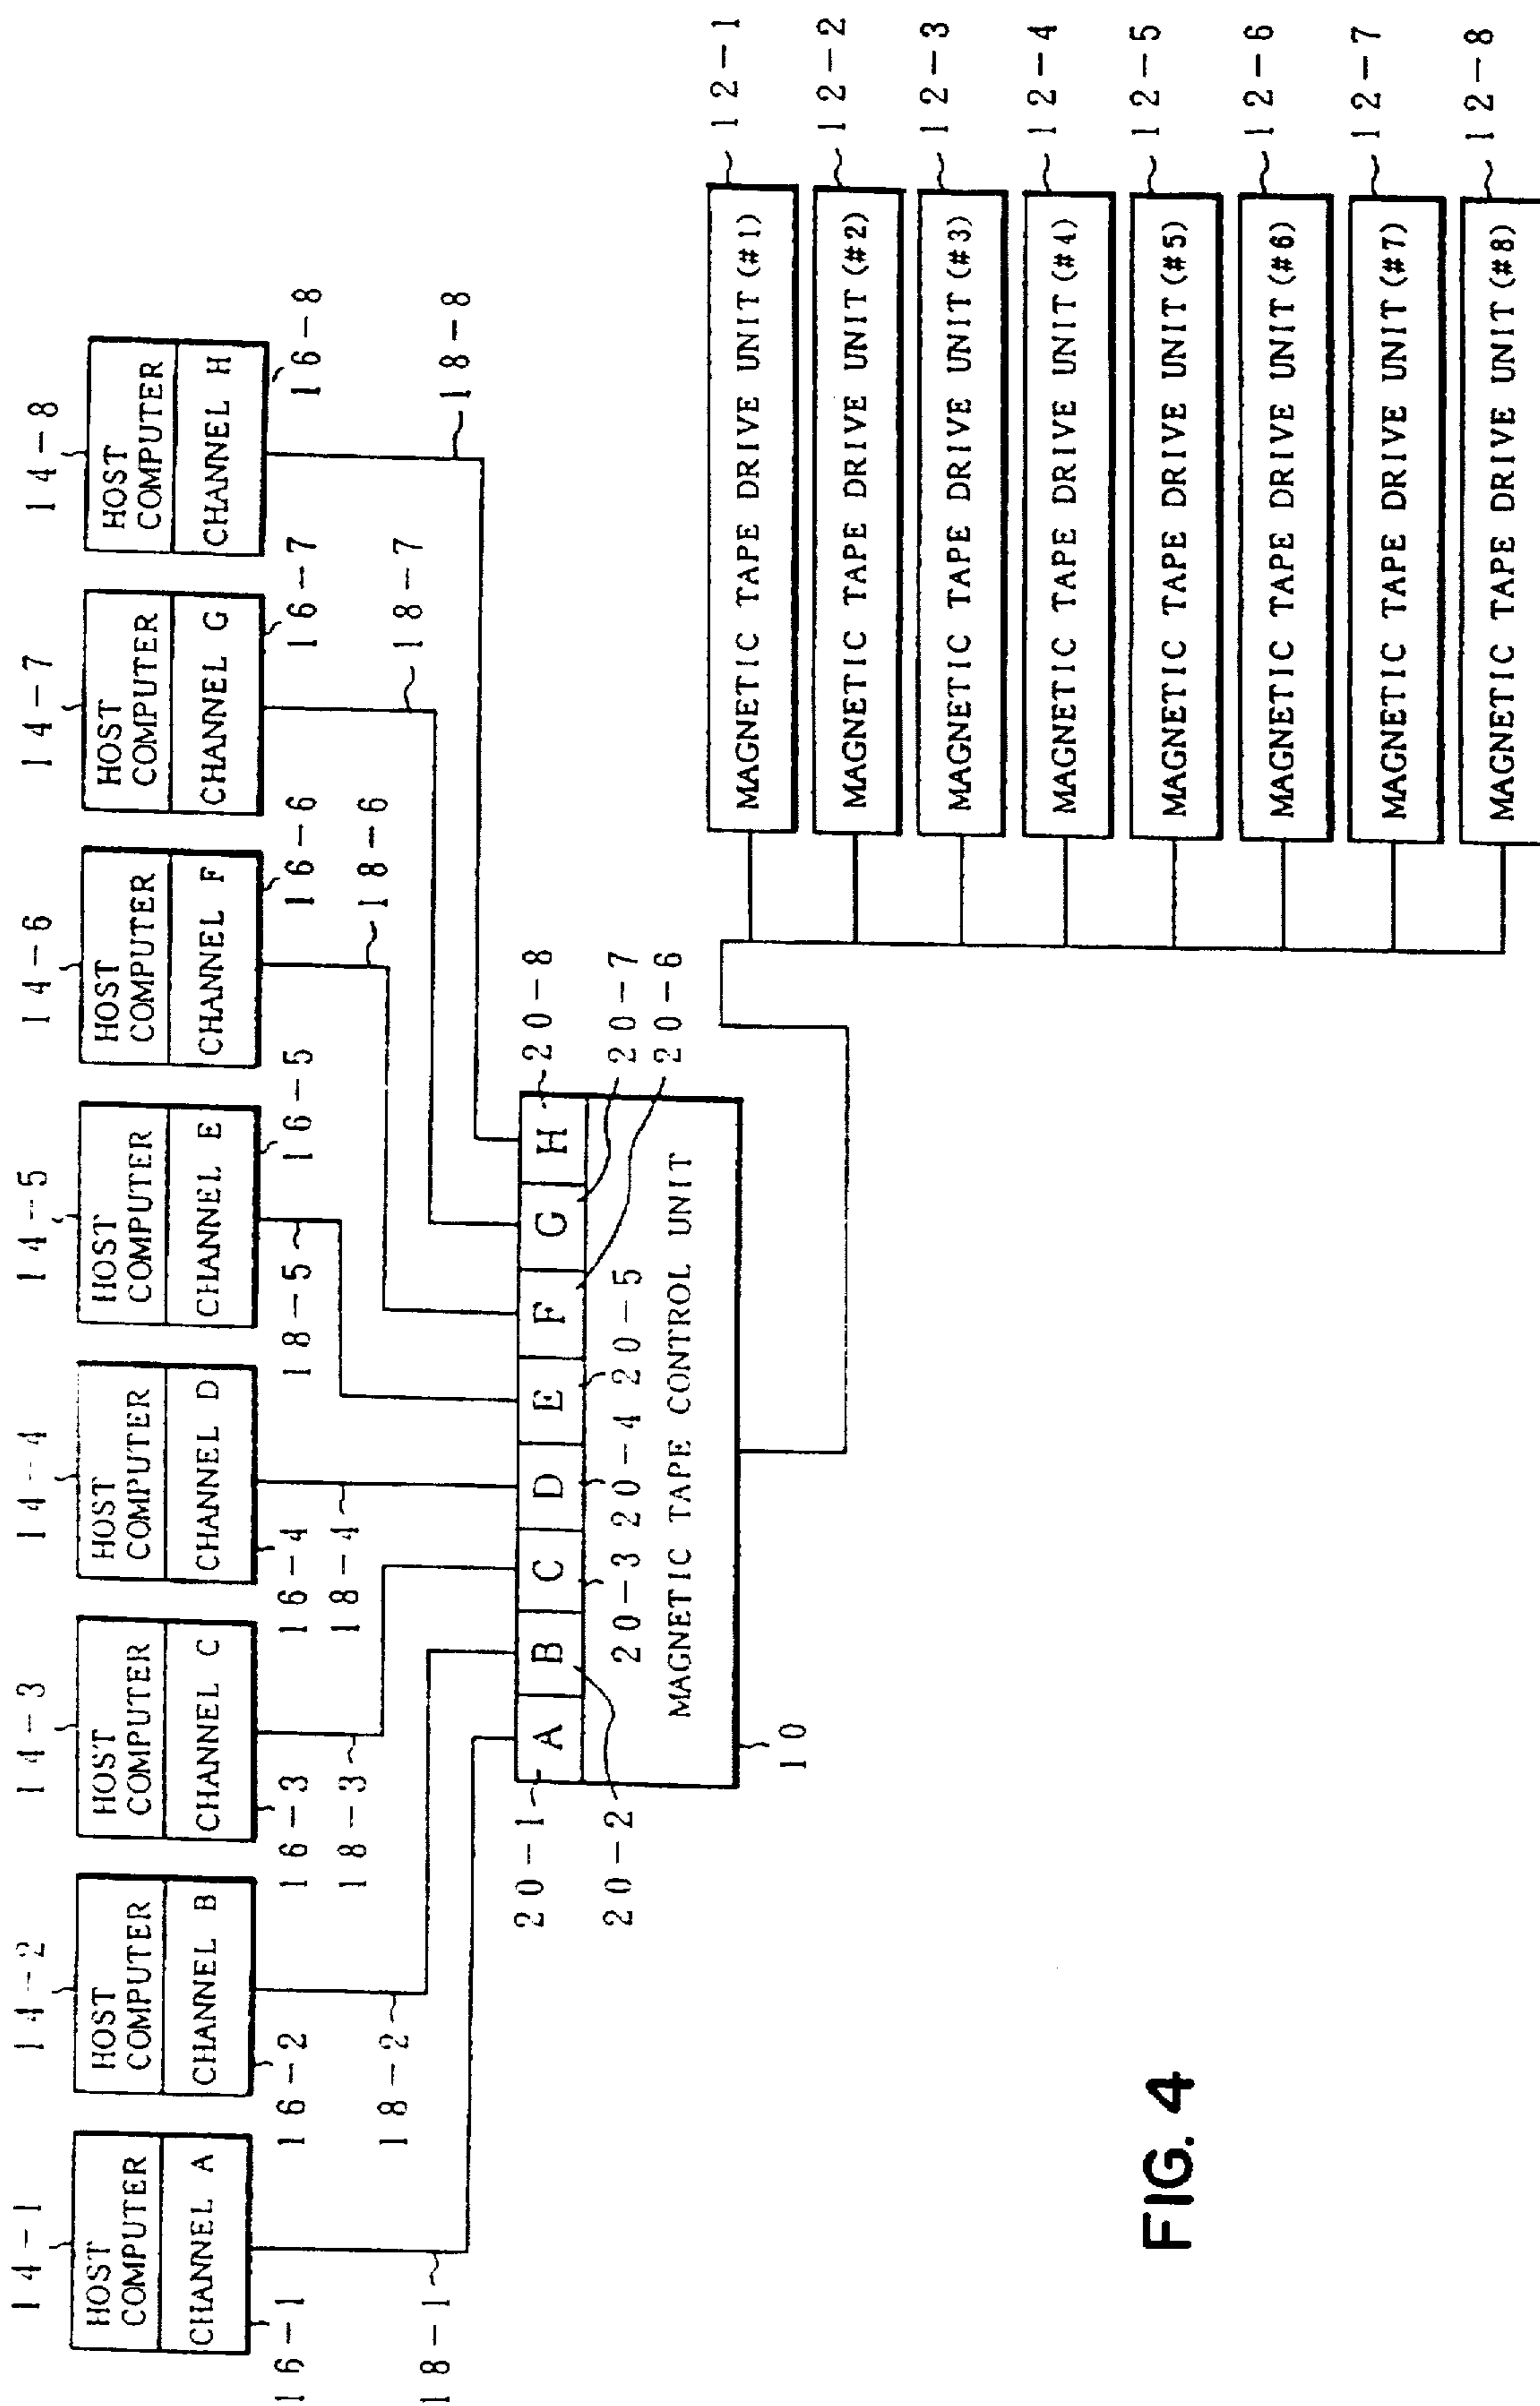 14-1 14-2 14-3 14-4 14-5 14-6 14-7 14-8
HOST COMPUTER
CHANNEL A
HOST COMPUTER
CHANNEL B
HOST COMPUTER
CHANNEL C
HOST COMPUTER
CHANNEL D
HOST COMPUTER
CHANNEL E
HOST COMPUTER
CHANNEL F
HOST COMPUTER
CHANNEL G
HOST COMPUTER
CHANNEL H
16-1 16-2 16-3 16-4 16-5 16-6 16-7 16-8
18-1 18-2 18-3 18-4 18-5 18-6 18-7 18-8
20-1 A B C D E F G H 20-8
20-2 20-3 20-4 20-5 20-7
20-6
MAGNETIC TAPE CONTROL UNIT
10
MAGNETIC TAPE DRIVE UNIT (#1) 12-1
MAGNETIC TAPE DRIVE UNIT (#2) 12-2
MAGNETIC TAPE DRIVE UNIT (#3) 12-3
MAGNETIC TAPE DRIVE UNIT (#4) 12-4
MAGNETIC TAPE DRIVE UNIT (#5) 12-5
MAGNETIC TAPE DRIVE UNIT (#6) 12-6
MAGNETIC TAPE DRIVE UNIT (#7) 12-7
MAGNETIC TAPE DRIVE UNIT (#8) 12-8
FIG. 4